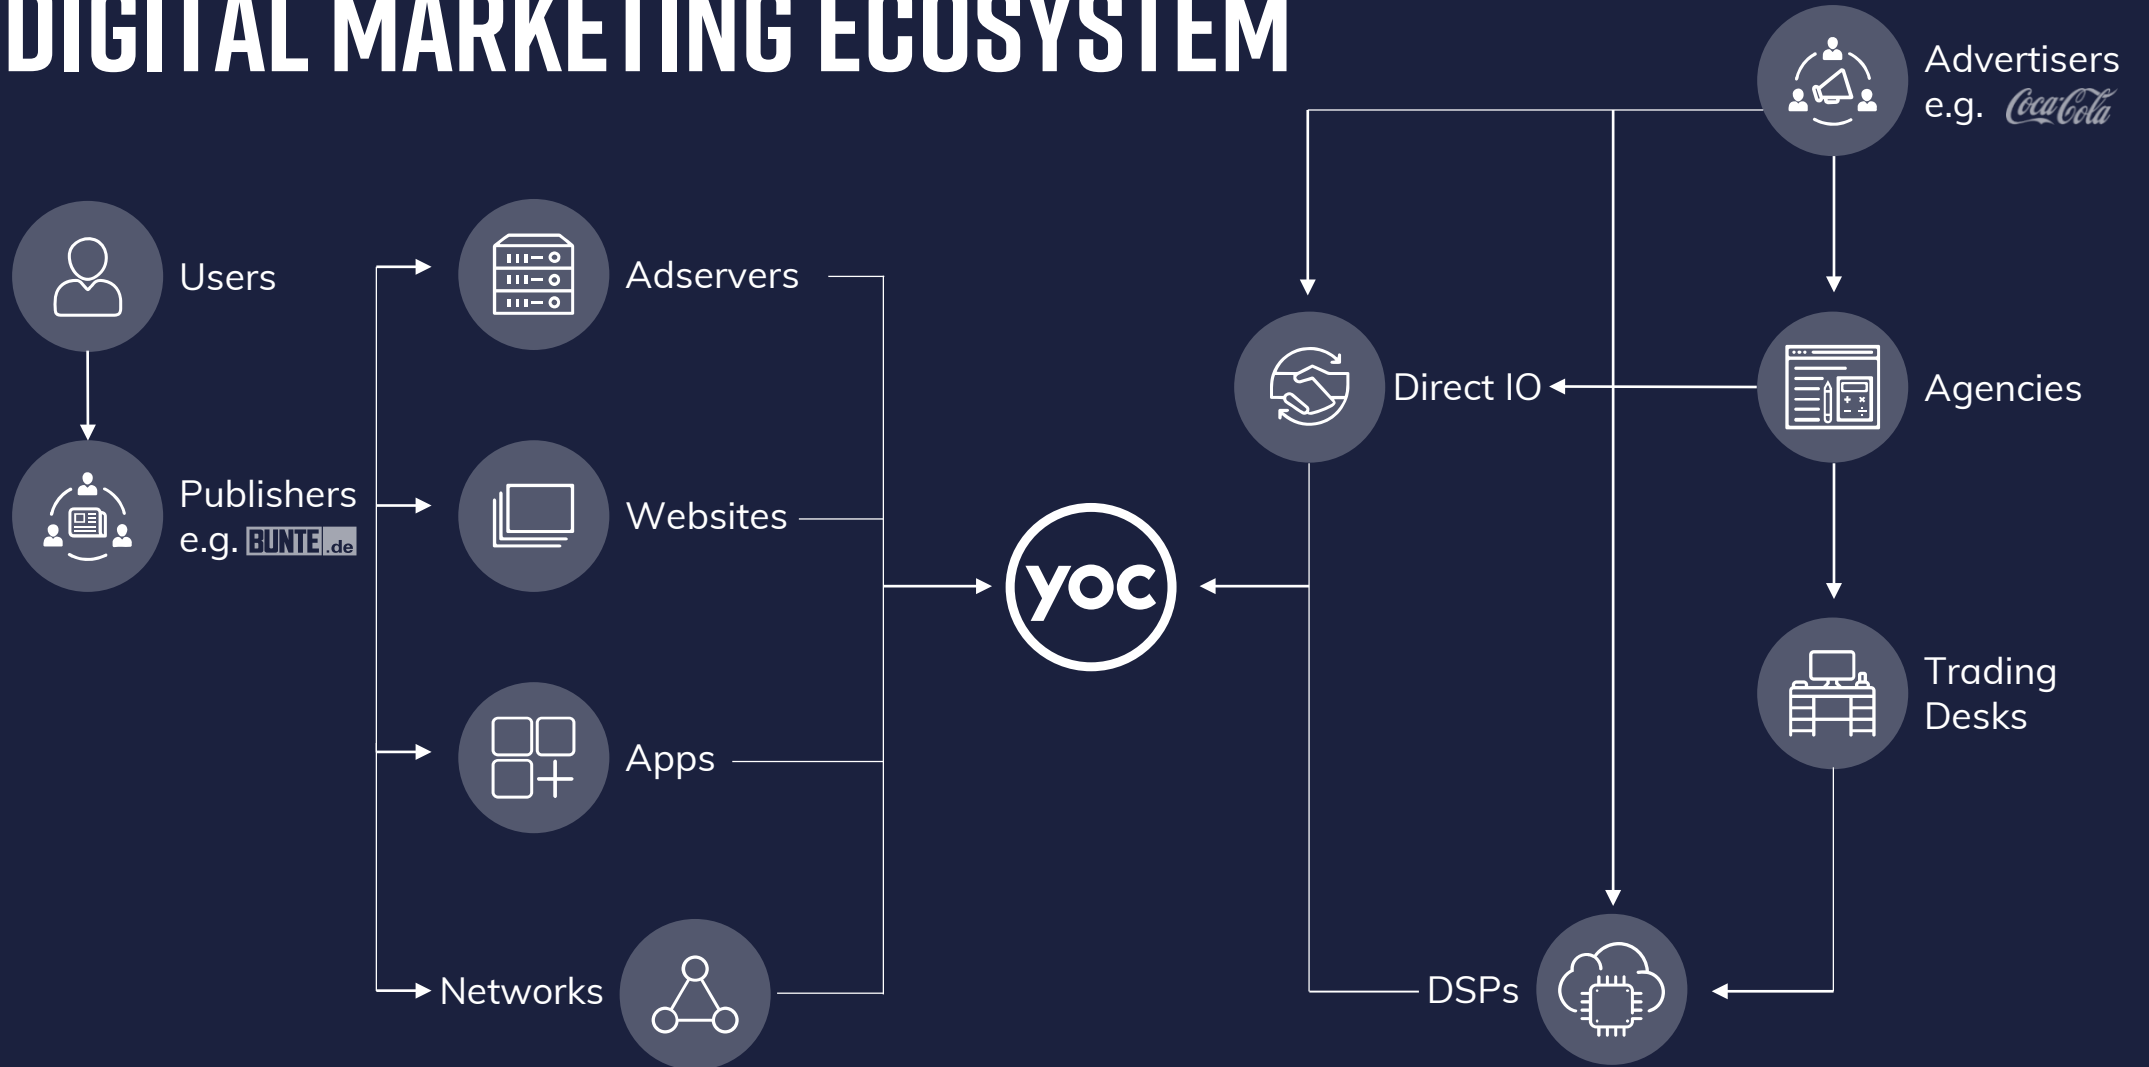 DIGITAL MARKETING ECOSYSTEM
Advertisers
e.g. Coca-Cola
Users
Adservers
Direct IO
Agencies
Publishers
e.g. BUNTE.de
Websites
yoc
Trading
Desks
Apps
Networks
DSPs